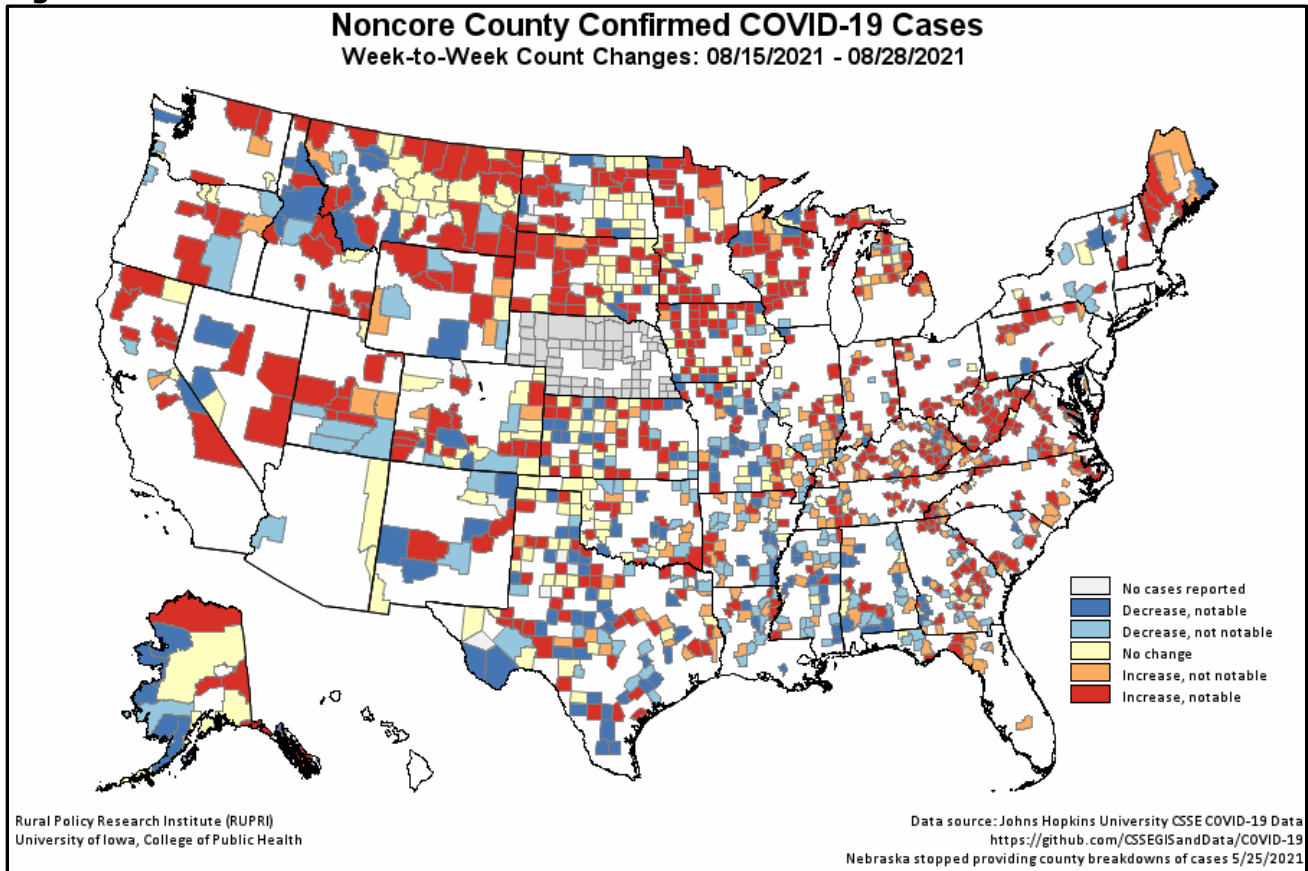 Noncore County Confirmed COVID-19 Cases
Week-to-Week Count Changes: 08/15/2021 - 08/28/2021
No cases reported
Decrease, notable
Decrease, not notable
No change
Increase, not notable
Increase, notable
Rural Policy Research Institute (RUPRI)
University of Iowa, College of Public Health
Data source: Johns Hopkins University CSSE COVID-19 Data
https://github.com/CSSEGISandData/COVID-19
Nebraska stopped providing county breakdowns of cases 5/25/2021